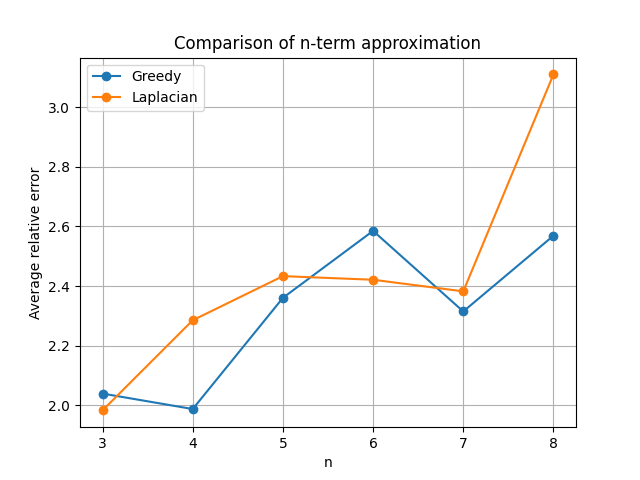 Comparison of n-term approximation
Greedy
Laplacian
Average relative error
3.0
2.8
2.6
2.4
2.2
2.0
3 4 5 6 7 8
n